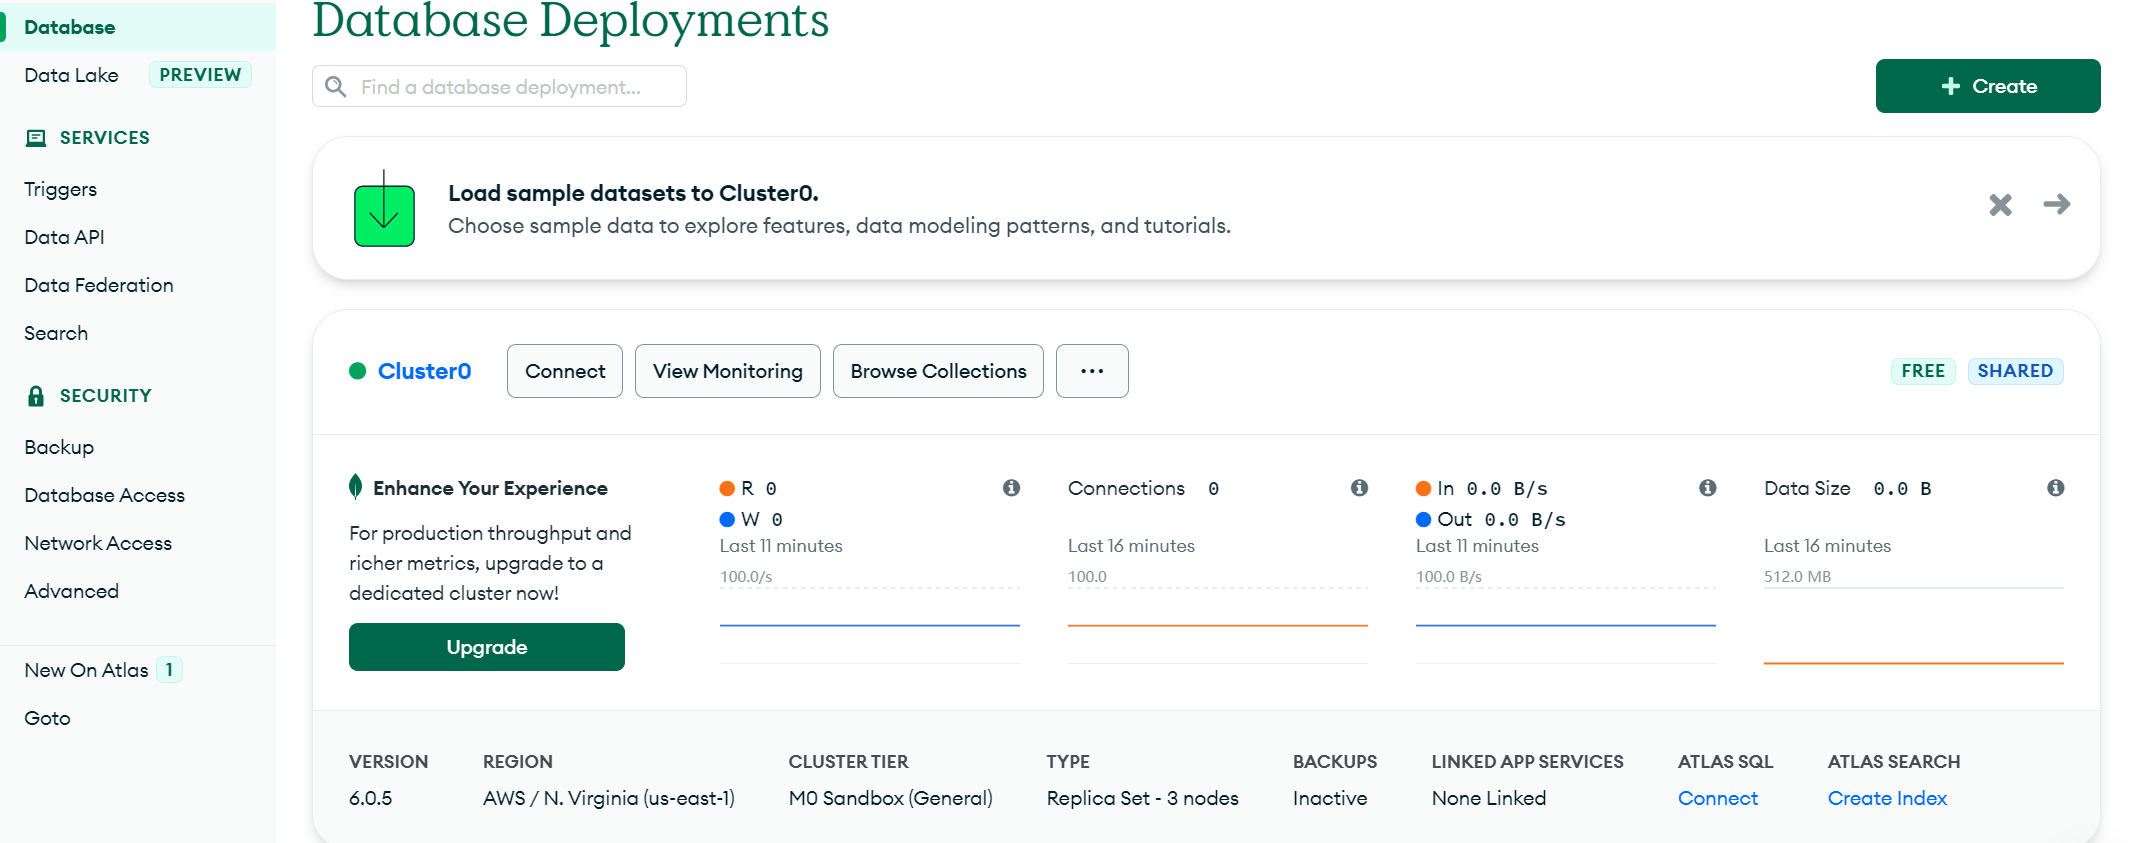 Database
Data Lake PREVIEW
SERVICES
Triggers
Data API
Data Federation
Search
SECURITY
Backup
Database Access
Network Access
Advanced
New On Atlas 1
Goto
Database Deployments
Find a database deployment...
+ Create
Load sample datasets to Cluster0.
Choose sample data to explore features, data modeling patterns, and tutorials.
Cluster0 Connect View Monitoring Browse Collections ... FREE SHARED
Enhance Your Experience
For production throughput and
richer metrics, upgrade to a
dedicated cluster now!
Upgrade
R 0
W 0
Last 11 minutes
100.0/s
Connections 0
Last 16 minutes
100.0
In 0.0 B/s
Out 0.0 B/s
Last 11 minutes
100.0 B/s
Data Size 0.0 B
Last 16 minutes
512.0 MB
VERSION REGION CLUSTER TIER TYPE BACKUPS LINKED APP SERVICES ATLAS SQL ATLAS SEARCH
6.0.5 AWS / N. Virginia (us-east-1) M0 Sandbox (General) Replica Set - 3 nodes Inactive None Linked Connect Create Index